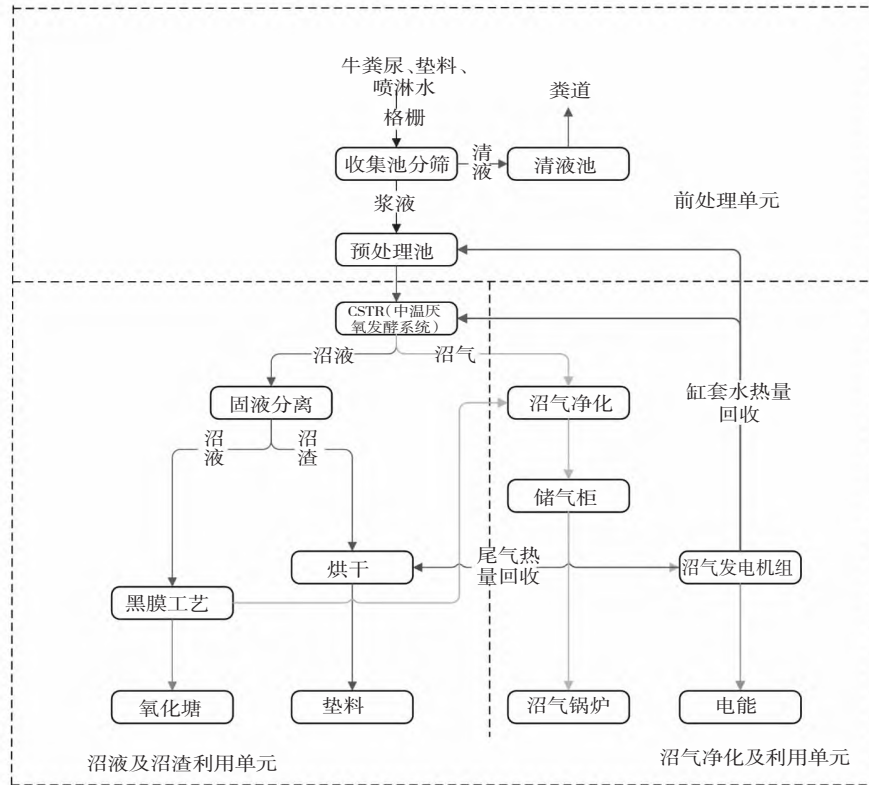 牛粪尿、垫料、
喷淋水
格栅
粪道
收集池分筛
清
液
清液池
浆液
前处理单元
预处理池
CSTR(中温厌
氧发酵系统)
沼液
沼气
固液分离
沼气净化
缸套水热量
回收
沼
液
沼
渣
储气柜
烘干
尾气热
量回收
沼气发电机组
黑膜工艺
氧化塘
垫料
沼气锅炉
电能
沼液及沼渣利用单元
沼气净化及利用单元